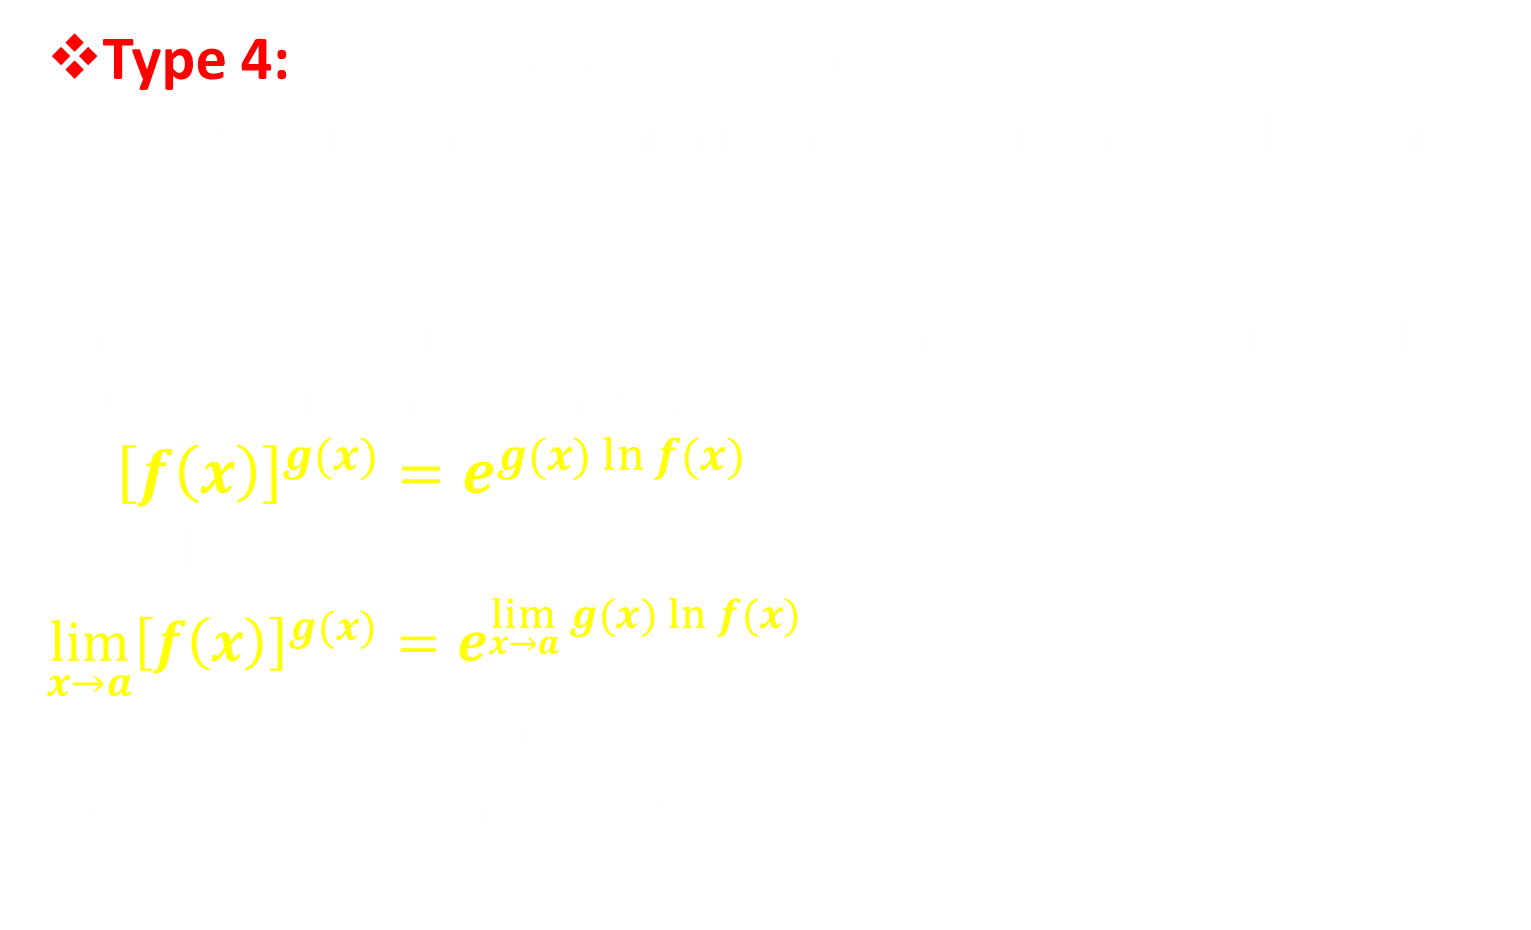 ❖Type 4:
[f(x)]^{g(x)} = e^{g(x) ln f(x)}
lim_{x→a}[f(x)]^{g(x)} = e^{lim_{x→a} g(x) ln f(x)}